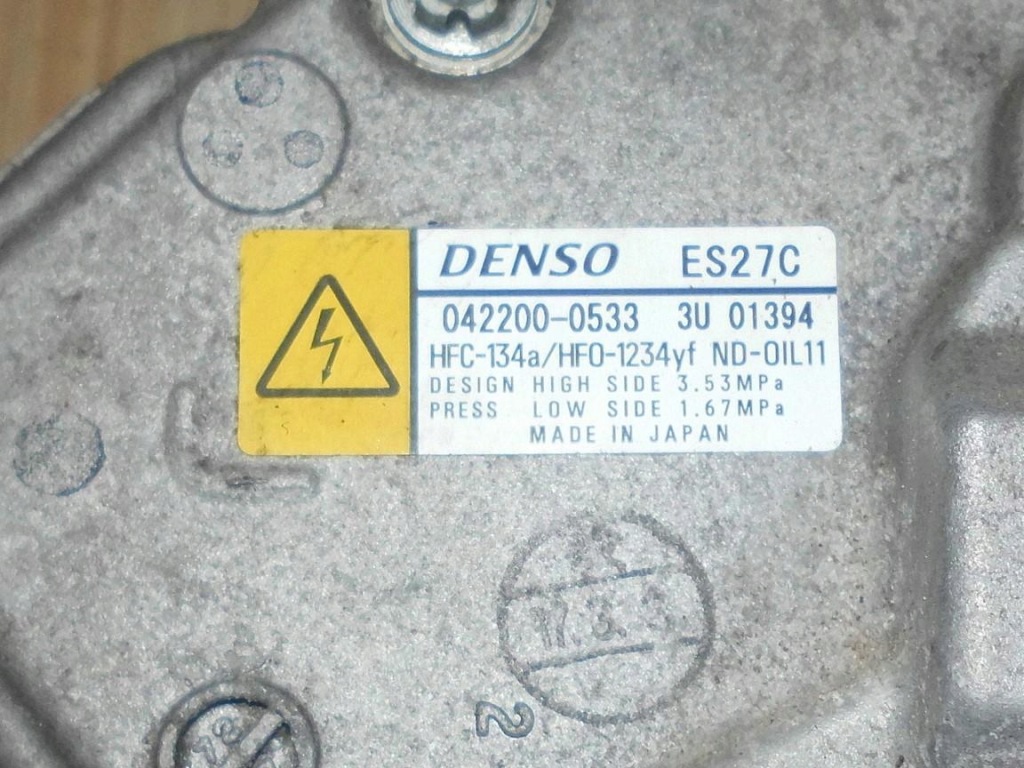 DENSO ES27C
042200-0533 3U 01394
HFC-134a/HFO-1234yf ND-OIL11
DESIGN HIGH SIDE 3.53MPa
PRESS LOW SIDE 1.67MPa
MADE IN JAPAN
2